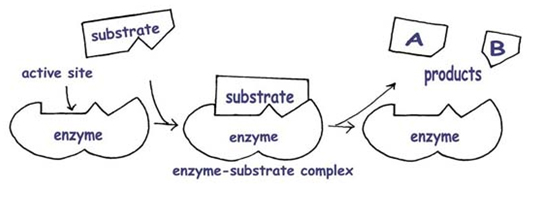 substrate
active site
enzyme
substrate
enzyme
enzyme-substrate complex
A
B
products
enzyme